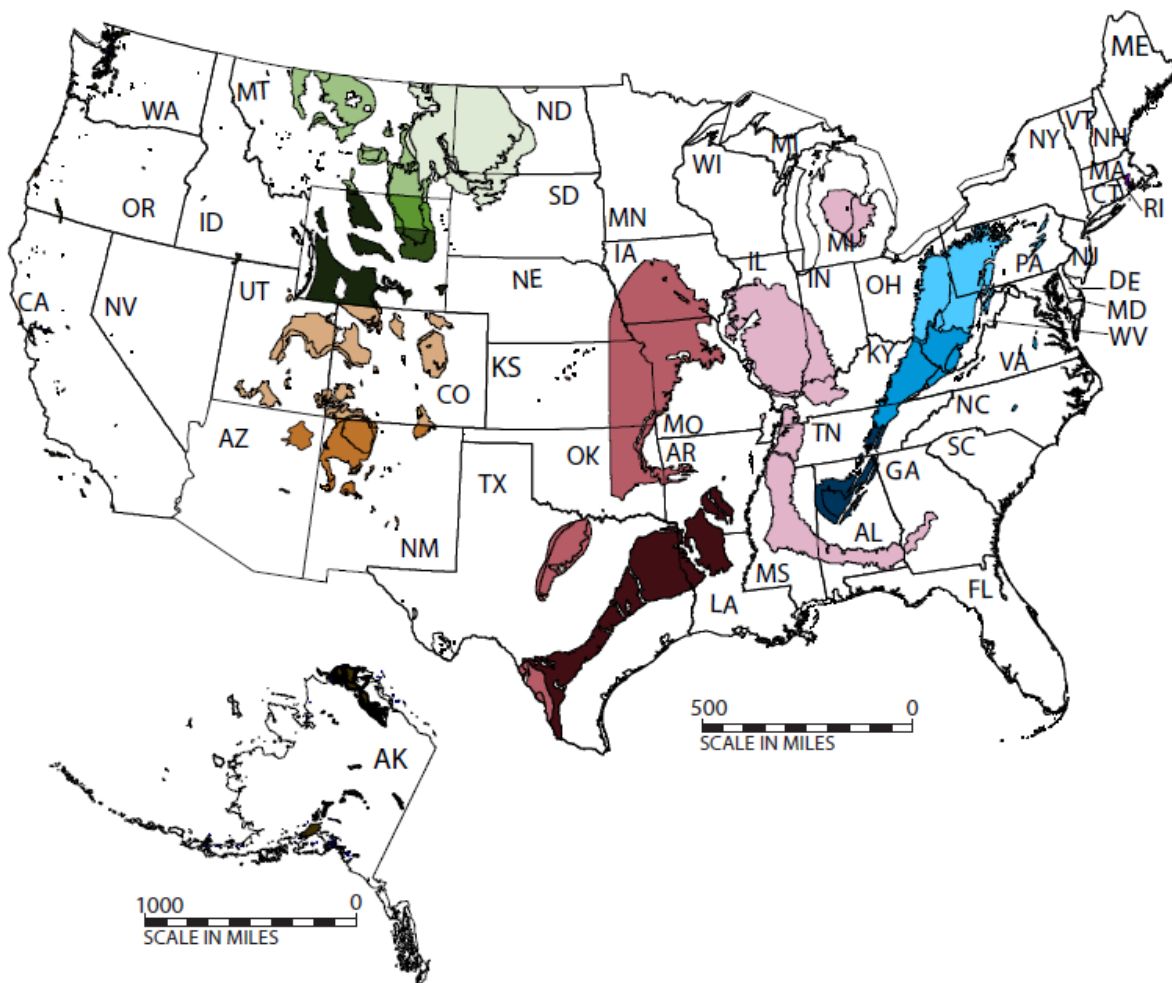 ME
WA
MT
ND
VT
NH
NY
MI
WI
MA
CT
RI
OR
ID
SD
MN
MI
IA
IL
IN
OH
PA
NJ
NE
UT
DE
CA
NV
MD
WV
KY
VA
KS
CO
MO
NC
TN
AZ
AR
OK
GA
SC
TX
AL
NM
MS
FL
LA
500 0
SCALE IN MILES
AK
1000 0
SCALE IN MILES